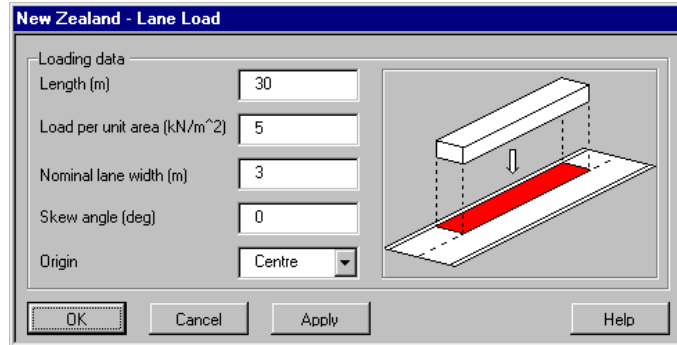 New Zealand - Lane Load
Loading data
Length (m) 30
Load per unit area (kN/m^2) 5
Nominal lane width (m) 3
Skew angle (deg) 0
Origin Centre
OK Cancel Apply Help